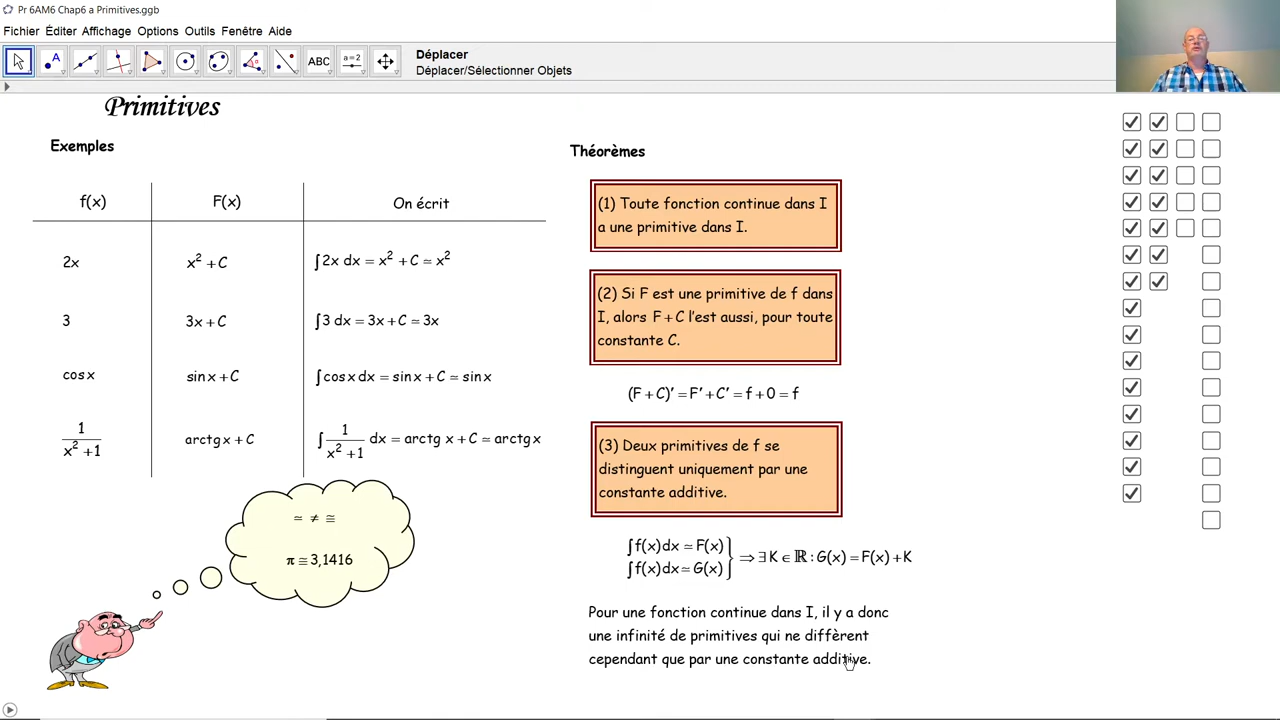 Pr 6AM6 Chap6 a Primitives.ggb
Fichier Éditer Affichage Options Outils Fenêtre Aide
A ABC a=2
Déplacer
Déplacer/Sélectionner Objets
Primitives
Exemples
f(x) F(x) On écrit
2x x² + C ∫2x dx = x² + C ≃ x²
3 3x + C ∫3 dx = 3x + C ≃ 3x
cos x sin x + C ∫cos x dx = sin x + C ≃ sin x
1/(x² + 1) arctg x + C ∫ 1/(x² + 1) dx = arctg x + C ≃ arctg x
≃ ≠ ≅
π ≅ 3,1416
Théorèmes
(1) Toute fonction continue dans I
a une primitive dans I.
(2) Si F est une primitive de f dans
I, alors F + C l'est aussi, pour toute
constante C.
(F + C)' = F' + C' = f + 0 = f
(3) Deux primitives de f se
distinguent uniquement par une
constante additive.
∫f(x)dx ≃ F(x)
∫f(x)dx ≃ G(x) } ⇒ ∃ K ∈ ℝ : G(x) = F(x) + K
Pour une fonction continue dans I, il y a donc
une infinité de primitives qui ne diffèrent
cependant que par une constante additive.